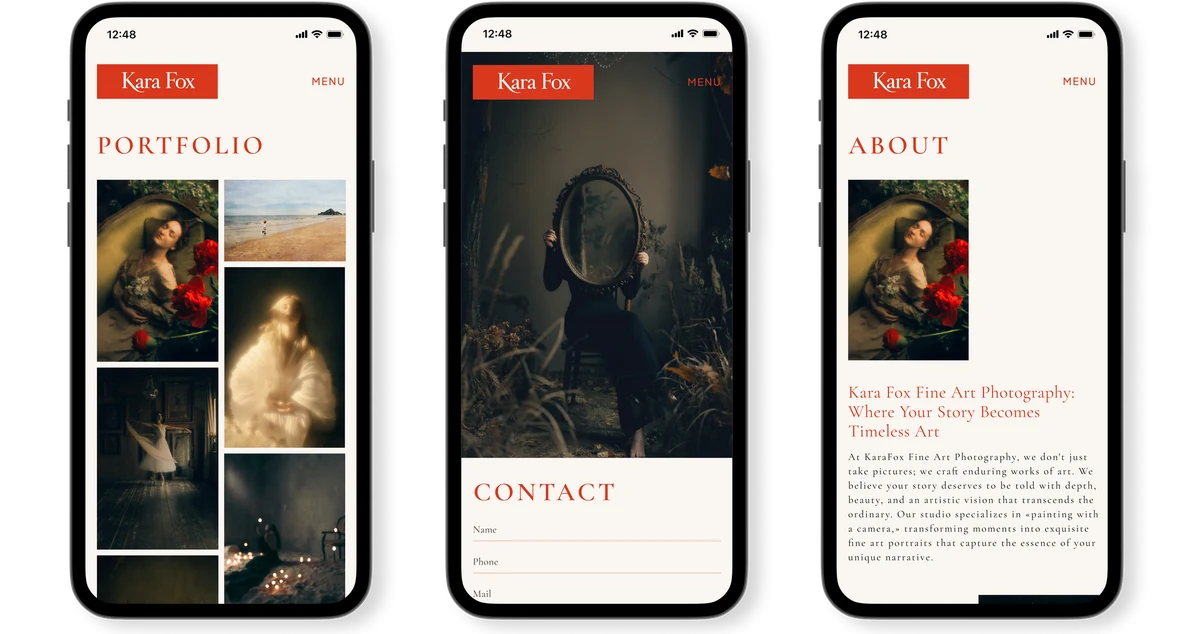 12:48
Kara Fox
MENU
PORTFOLIO
12:48
Kara Fox
MENU
CONTACT
Name
Phone
Mail
12:48
Kara Fox
MENU
ABOUT
Kara Fox Fine Art Photography:
Where Your Story Becomes
Timeless Art
At KaraFox Fine Art Photography, we don't just
take pictures; we craft enduring works of art. We
believe your story deserves to be told with depth,
beauty, and an artistic vision that transcends the
ordinary. Our studio specializes in «painting with
a camera,» transforming moments into exquisite
fine art portraits that capture the essence of your
unique narrative.